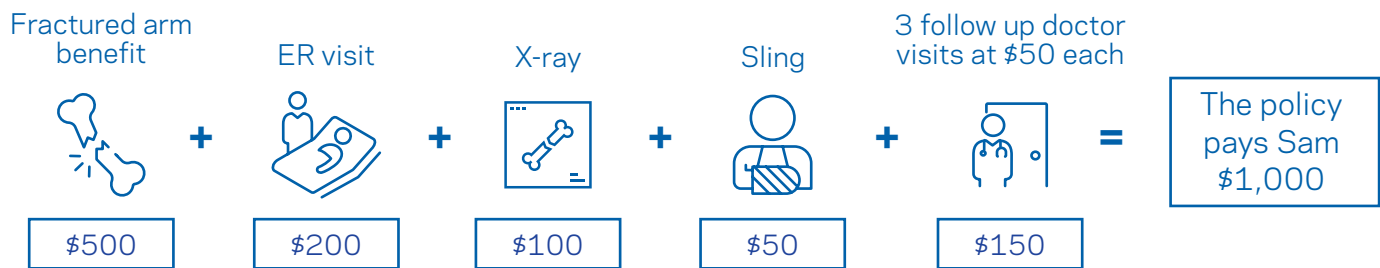 Fractured arm
benefit
ER visit
X-ray
Sling
3 follow up doctor
visits at $50 each
+
+
+
+
=
The policy
pays Sam
$1,000
$500
$200
$100
$50
$150